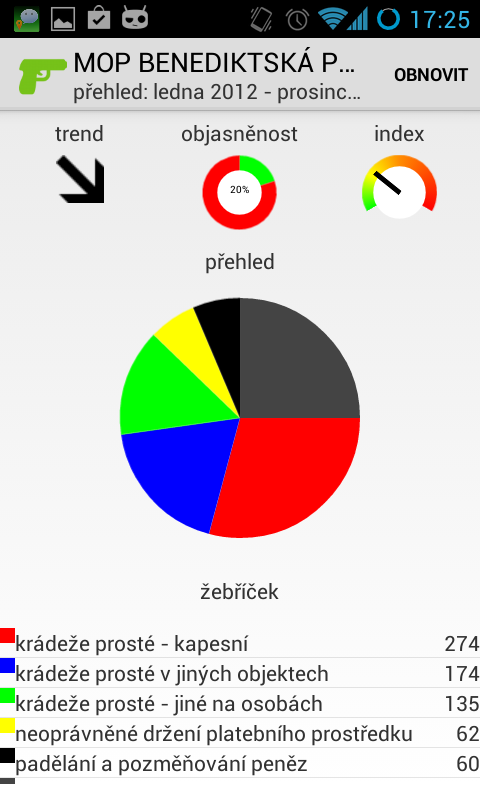 17:25
MOP BENEDIKTSKÁ P...
přehled: ledna 2012 - prosinc...
OBNOVIT
trend
objasněnost
index
20%
přehled
žebříček
krádeže prosté - kapesní 274
krádeže prosté v jiných objektech 174
krádeže prosté - jiné na osobách 135
neoprávněné držení platebního prostředku 62
padělání a pozměňování peněz 60